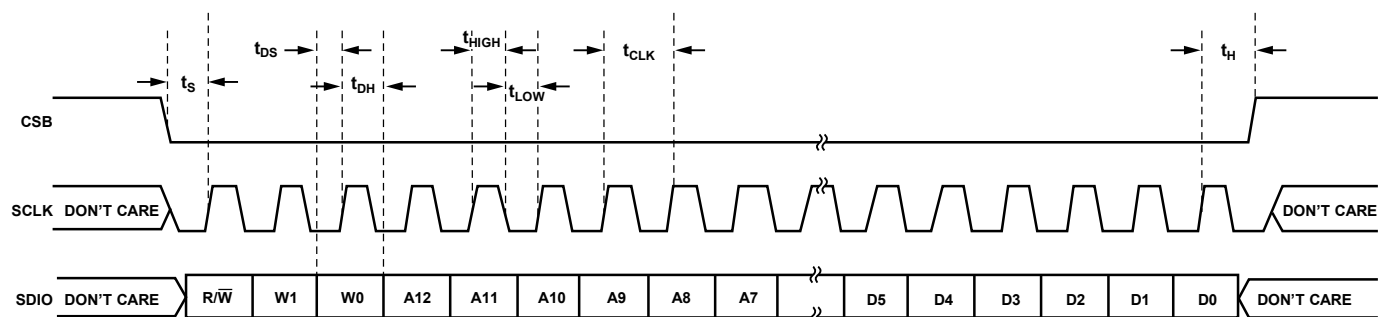 tDS
tHIGH
tCLK
tH
tS
tDH
tLOW
CSB
SCLK DON'T CARE
DON'T CARE
SDIO DON'T CARE R/W̅ W1 W0 A12 A11 A10 A9 A8 A7 D5 D4 D3 D2 D1 D0 DON'T CARE